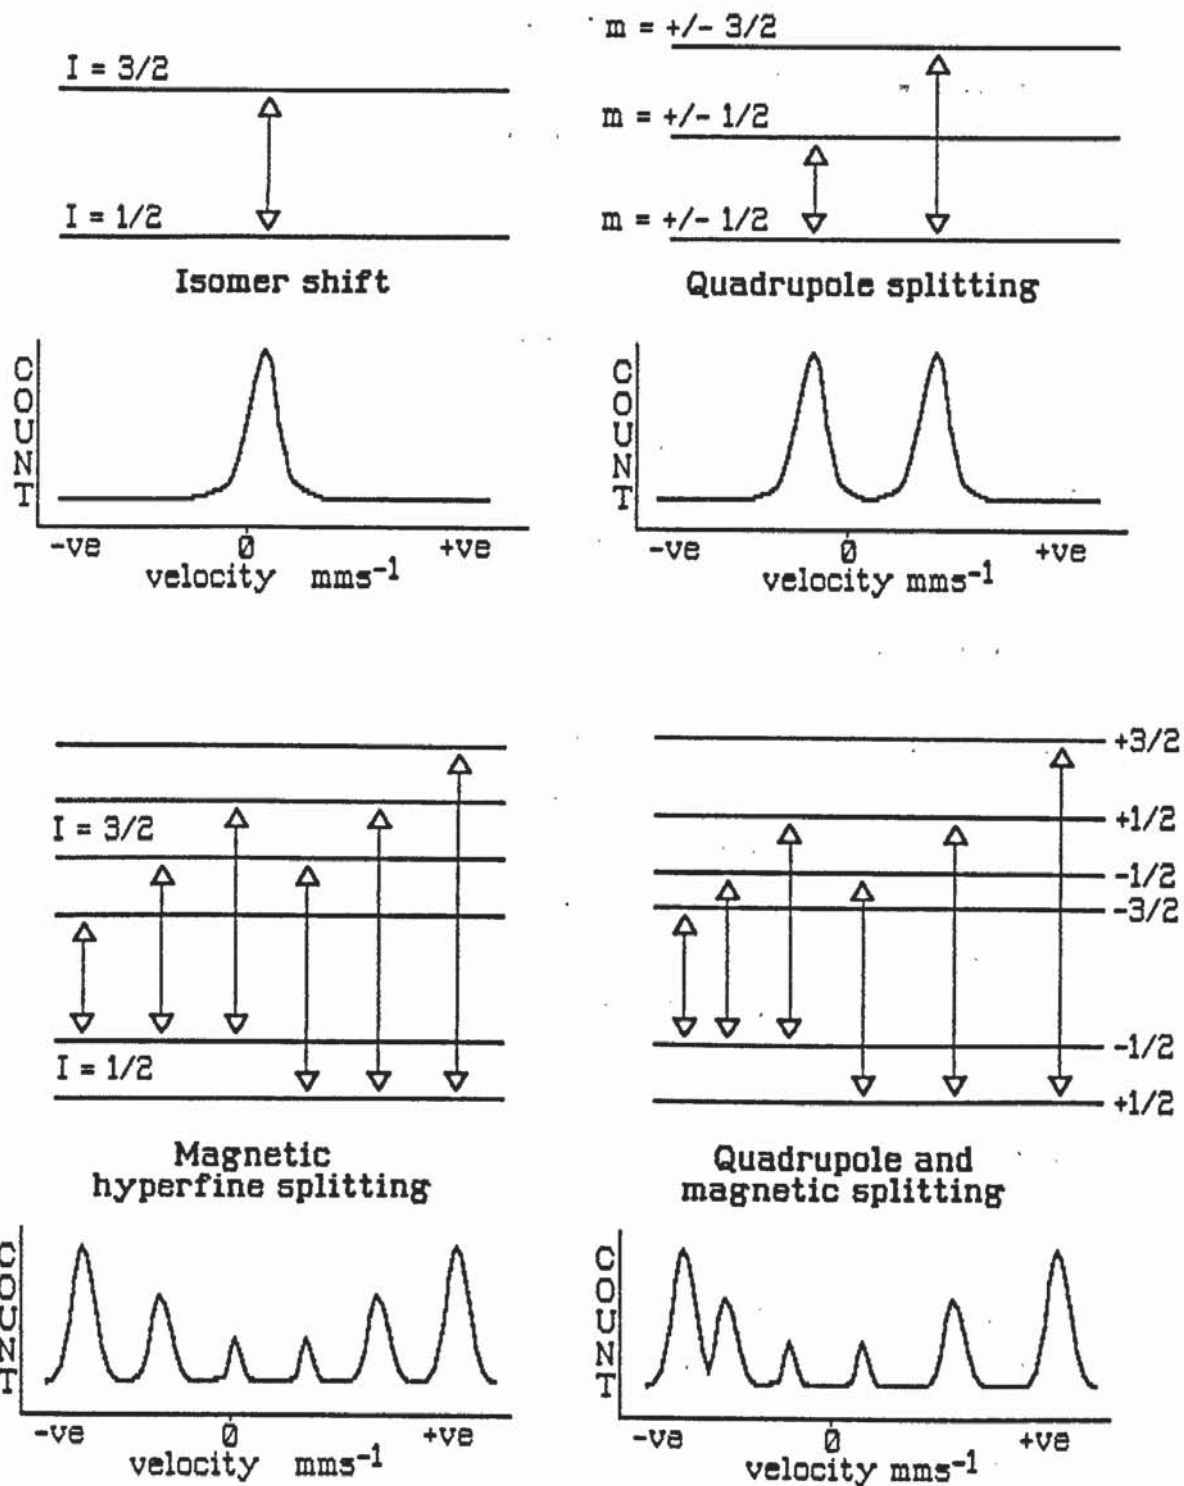 I = 3/2
I = 1/2
Isomer shift
m = +/- 3/2
m = +/- 1/2
m = +/- 1/2
Quadrupole splitting
COUNT
-ve 0 +ve
velocity mms⁻¹
COUNT
-ve 0 +ve
velocity mms⁻¹
I = 3/2
I = 1/2
Magnetic
hyperfine splitting
+3/2
+1/2
-1/2
-3/2
-1/2
+1/2
Quadrupole and
magnetic splitting
COUNT
-ve 0 +ve
velocity mms⁻¹
COUNT
-ve 0 +ve
velocity mms⁻¹